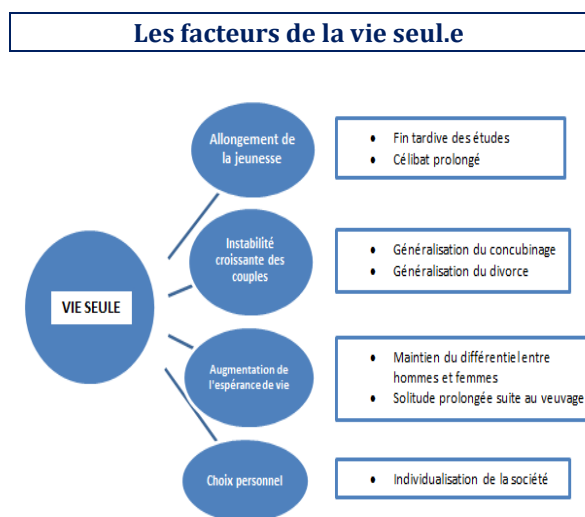 Les facteurs de la vie seul.e
Allongement de
la jeunesse
• Fin tardive des études
• Célibat prolongé
Instabilité
croissante des
couples
• Généralisation du concubinage
• Généralisation du divorce
VIE SEULE
Augmentation de
l'espérance de vie
• Maintien du différentiel entre
hommes et femmes
• Solitude prolongée suite au veuvage
Choix personnel
• Individualisation de la société